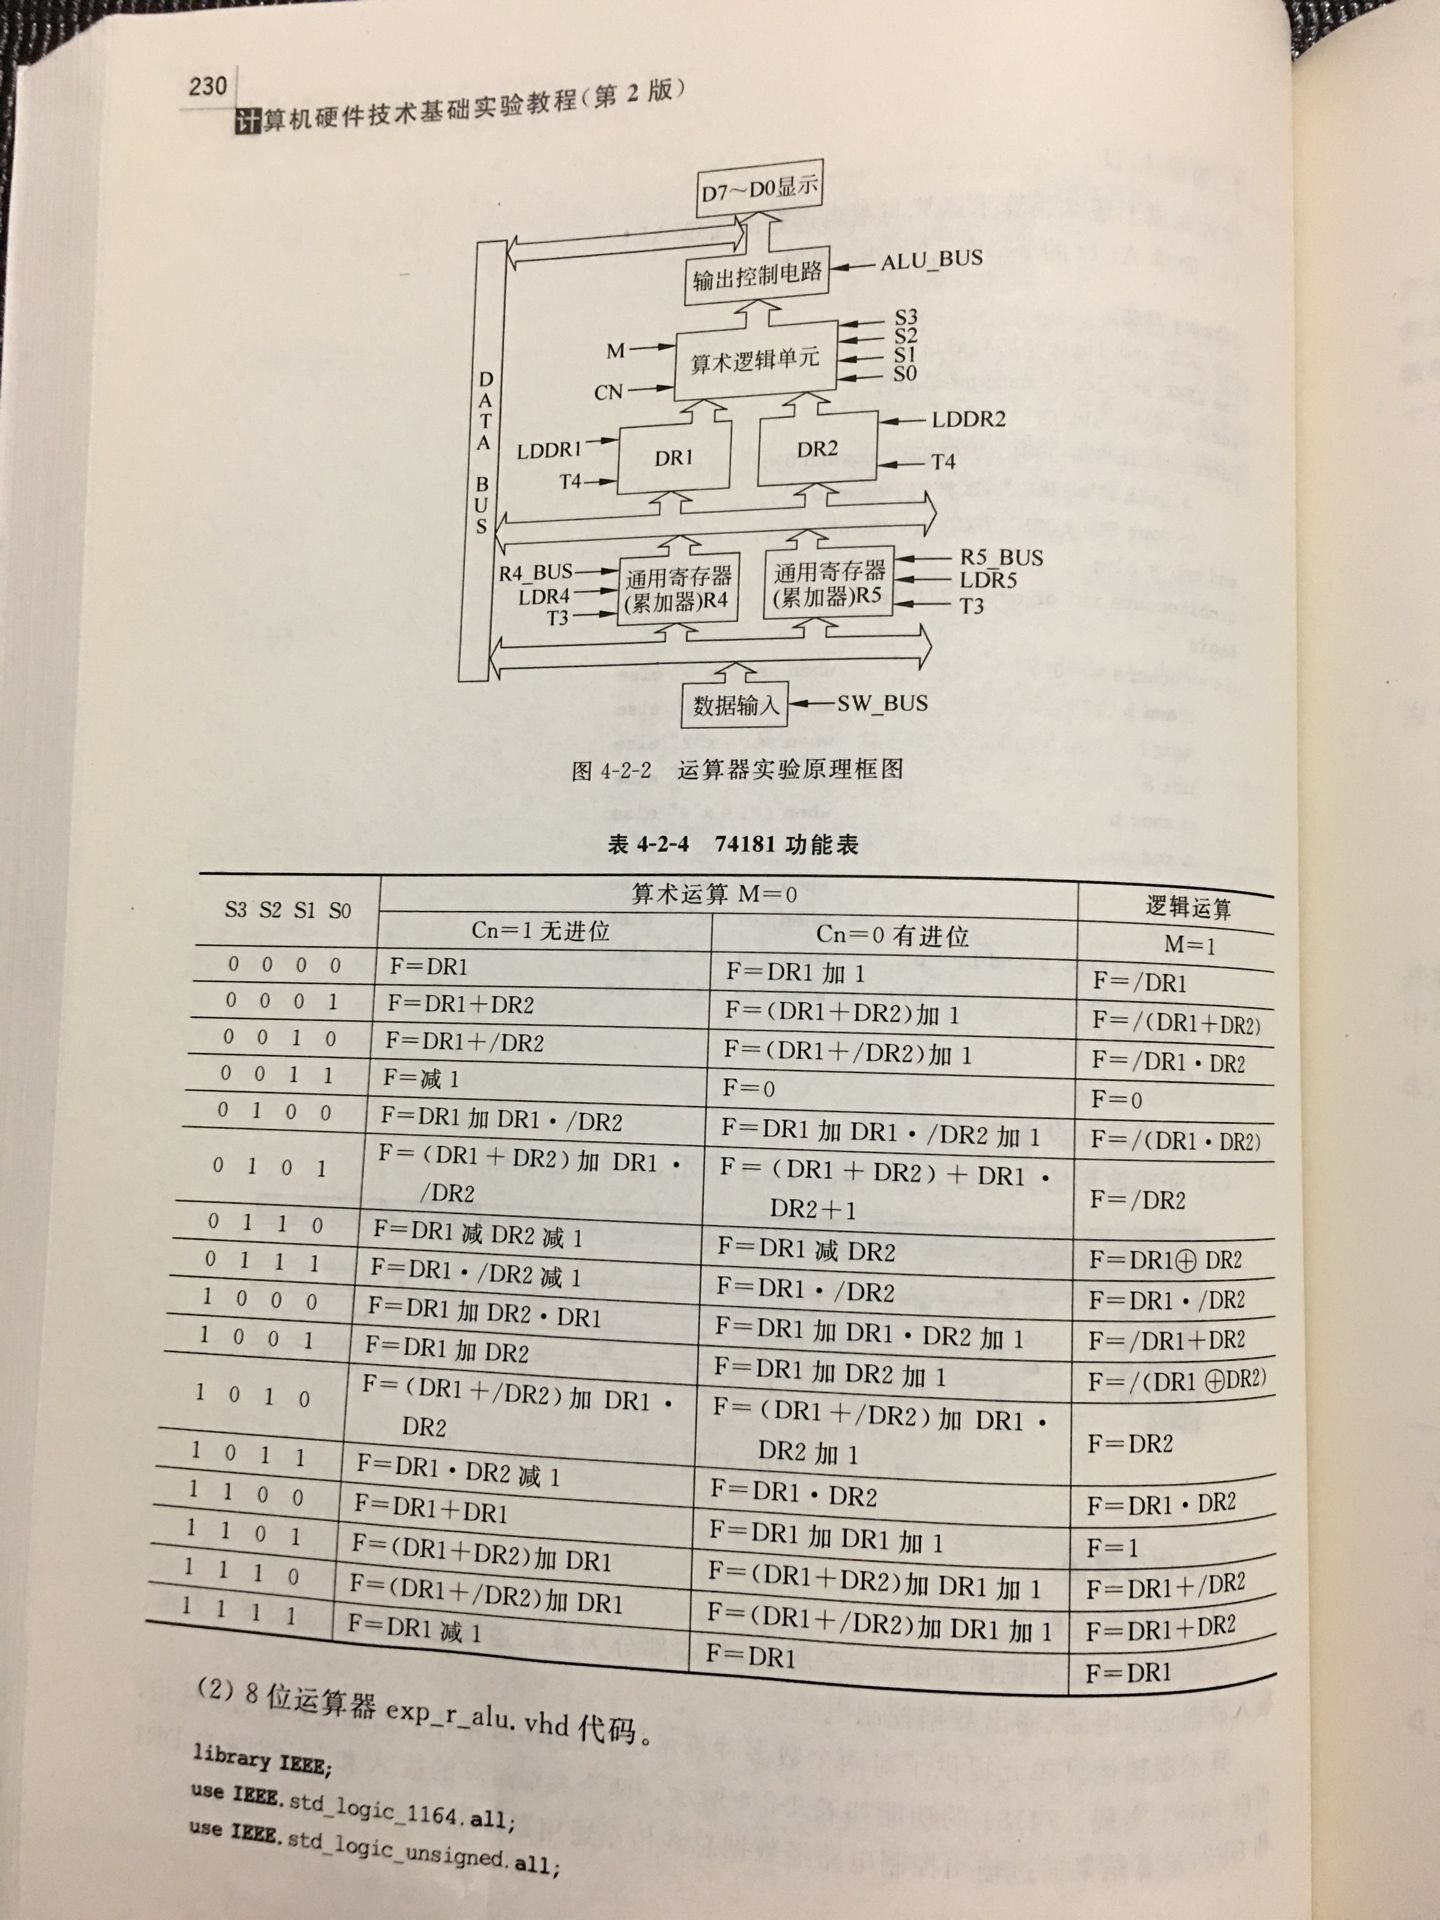 230
计算机硬件技术基础实验教程(第2版)
D7～D0显示
输出控制电路
ALU_BUS
DATA BUS
M
CN
算术逻辑单元
S3
S2
S1
S0
LDDR1
T4
DR1
DR2
LDDR2
T4
R4_BUS
LDR4
T3
通用寄存器
(累加器)R4
通用寄存器
(累加器)R5
R5_BUS
LDR5
T3
数据输入
SW_BUS
图 4-2-2 运算器实验原理框图
表 4-2-4 74181 功能表
S3 S2 S1 S0 算术运算 M=0 逻辑运算
Cn=1 无进位 Cn=0 有进位 M=1
0 0 0 0 F=DR1 F=DR1 加 1 F=/DR1
0 0 0 1 F=DR1+DR2 F=(DR1+DR2)加 1 F=/(DR1+DR2)
0 0 1 0 F=DR1+/DR2 F=(DR1+/DR2)加 1 F=/DR1·DR2
0 0 1 1 F=减 1 F=0 F=0
0 1 0 0 F=DR1 加 DR1·/DR2 F=DR1 加 DR1·/DR2 加 1 F=/(DR1·DR2)
0 1 0 1 F=(DR1+DR2)加 DR1· F=(DR1+DR2)+DR1· F=/DR2
/DR2 DR2+1
0 1 1 0 F=DR1 减 DR2 减 1 F=DR1 减 DR2 F=DR1⊕DR2
0 1 1 1 F=DR1·/DR2 减 1 F=DR1·/DR2 F=DR1·/DR2
1 0 0 0 F=DR1 加 DR2·DR1 F=DR1 加 DR1·DR2 加 1 F=/DR1+DR2
1 0 0 1 F=DR1 加 DR2 F=DR1 加 DR2 加 1 F=/(DR1⊕DR2)
1 0 1 0 F=(DR1+/DR2)加 DR1· F=(DR1+/DR2)加 DR1· F=DR2
DR2 DR2 加 1
1 0 1 1 F=DR1·DR2 减 1 F=DR1·DR2 F=DR1·DR2
1 1 0 0 F=DR1+DR1 F=DR1 加 DR1 加 1 F=1
1 1 0 1 F=(DR1+DR2)加 DR1 F=(DR1+DR2)加 DR1 加 1 F=DR1+/DR2
1 1 1 0 F=(DR1+/DR2)加 DR1 F=(DR1+/DR2)加 DR1 加 1 F=DR1+DR2
1 1 1 1 F=DR1 减 1 F=DR1 F=DR1
(2) 8 位运算器 exp_r_alu.vhd 代码。
library IEEE;
use IEEE.std_logic_1164.all;
use IEEE.std_logic_unsigned.all;